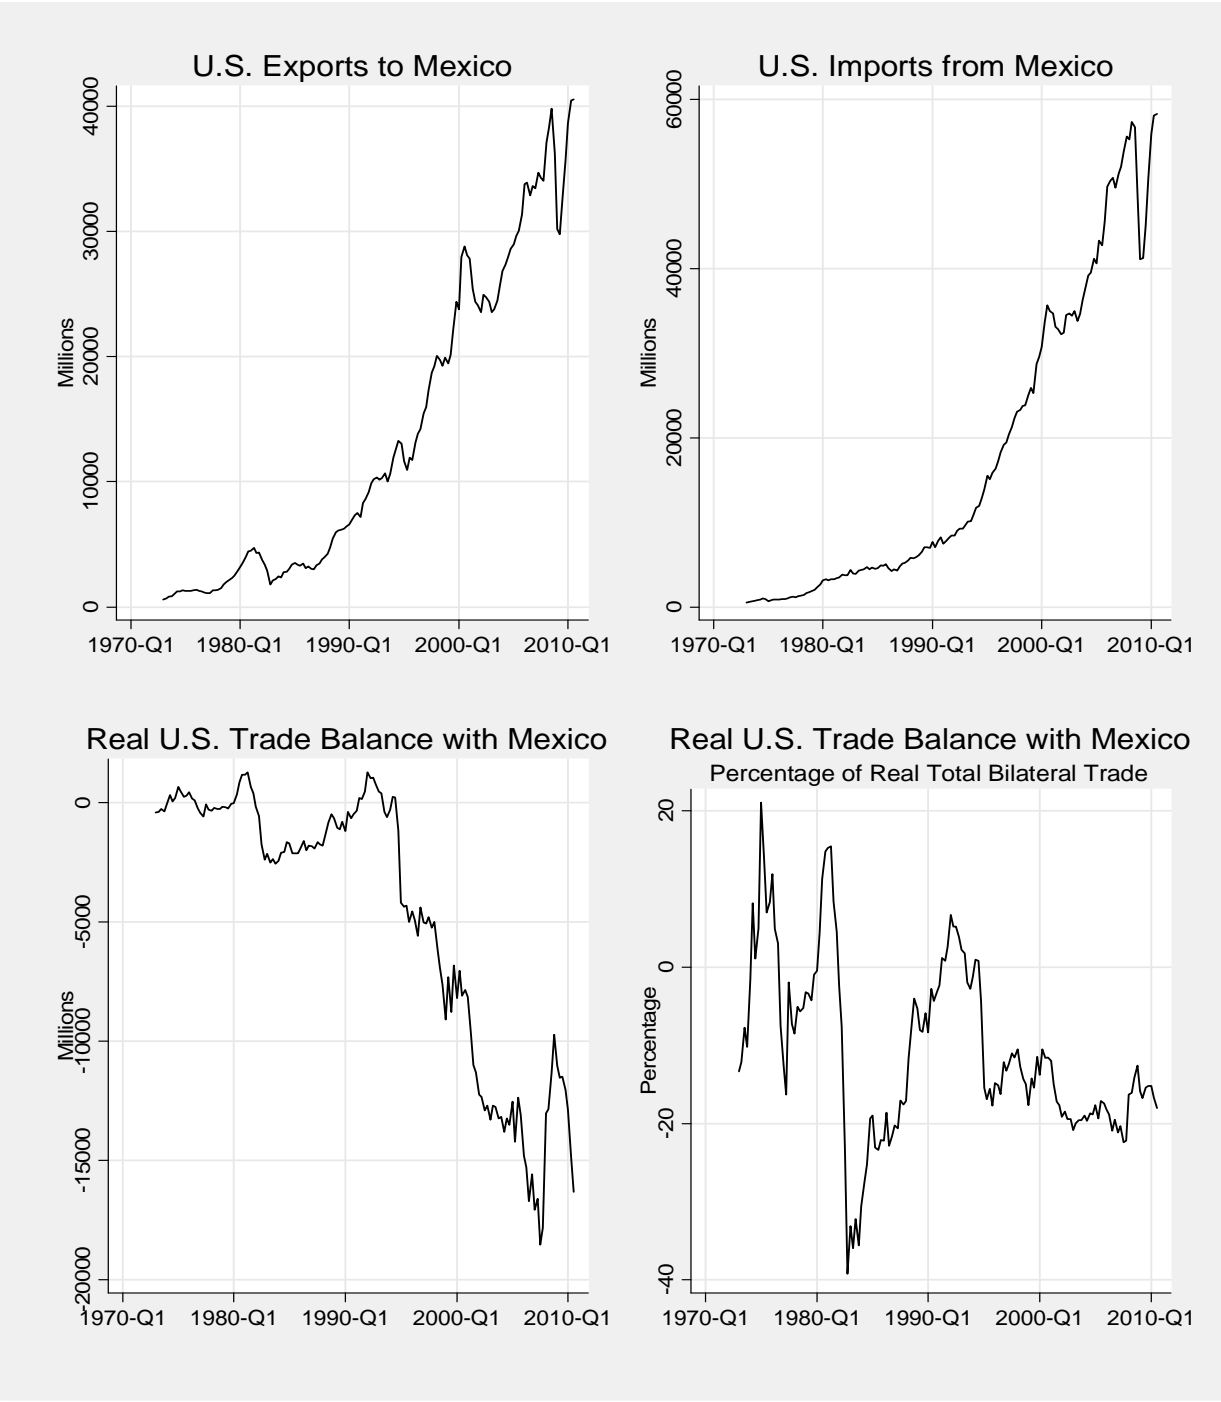 U.S. Exports to Mexico
Millions
40000
30000
20000
10000
0
1970-Q1 1980-Q1 1990-Q1 2000-Q1 2010-Q1
U.S. Imports from Mexico
Millions
60000
40000
20000
0
1970-Q1 1980-Q1 1990-Q1 2000-Q1 2010-Q1
Real U.S. Trade Balance with Mexico
Millions
0
-5000
-10000
-15000
-20000
1970-Q1 1980-Q1 1990-Q1 2000-Q1 2010-Q1
Real U.S. Trade Balance with Mexico
Percentage of Real Total Bilateral Trade
Percentage
20
0
-20
-40
1970-Q1 1980-Q1 1990-Q1 2000-Q1 2010-Q1